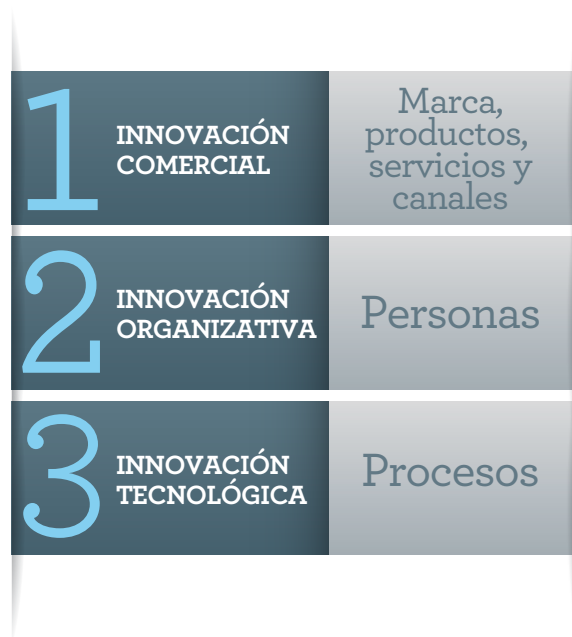 1
INNOVACIÓN
COMERCIAL
Marca,
productos,
servicios y
canales
2
INNOVACIÓN
ORGANIZATIVA
Personas
3
INNOVACIÓN
TECNOLÓGICA
Procesos